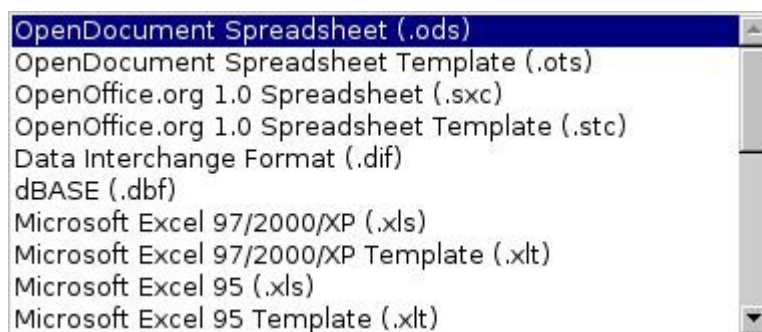 OpenDocument Spreadsheet (.ods)
OpenDocument Spreadsheet Template (.ots)
OpenOffice.org 1.0 Spreadsheet (.sxc)
OpenOffice.org 1.0 Spreadsheet Template (.stc)
Data Interchange Format (.dif)
dBASE (.dbf)
Microsoft Excel 97/2000/XP (.xls)
Microsoft Excel 97/2000/XP Template (.xlt)
Microsoft Excel 95 (.xls)
Microsoft Excel 95 Template (.xlt)